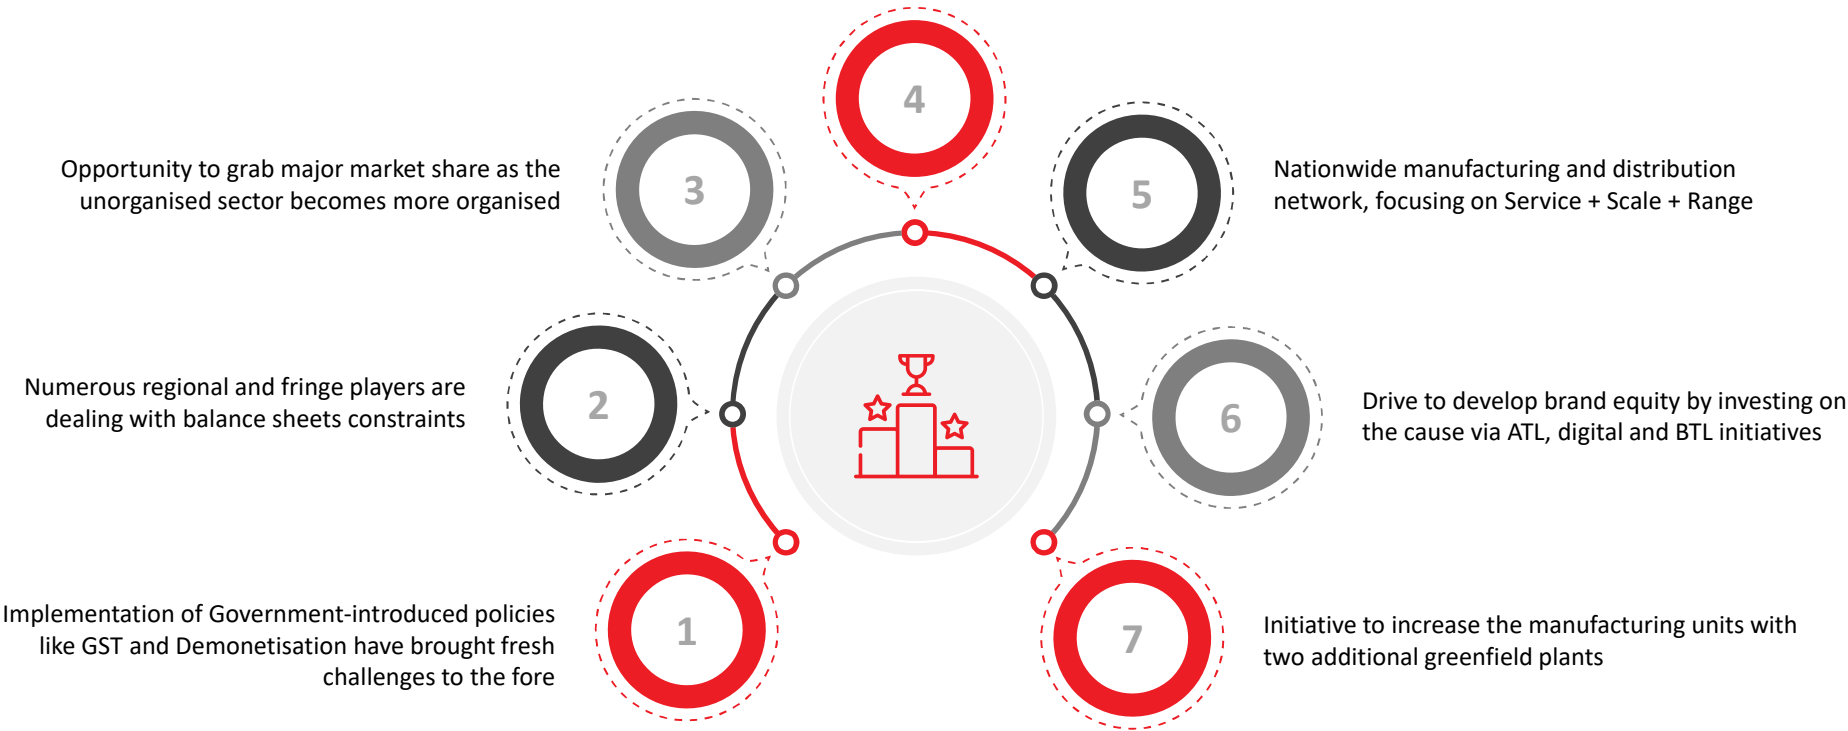 4
3
Opportunity to grab major market share as the
unorganised sector becomes more organised
5
Nationwide manufacturing and distribution
network, focusing on Service + Scale + Range
2
Numerous regional and fringe players are
dealing with balance sheets constraints
6
Drive to develop brand equity by investing on
the cause via ATL, digital and BTL initiatives
1
Implementation of Government-introduced policies
like GST and Demonetisation have brought fresh
challenges to the fore
7
Initiative to increase the manufacturing units with
two additional greenfield plants